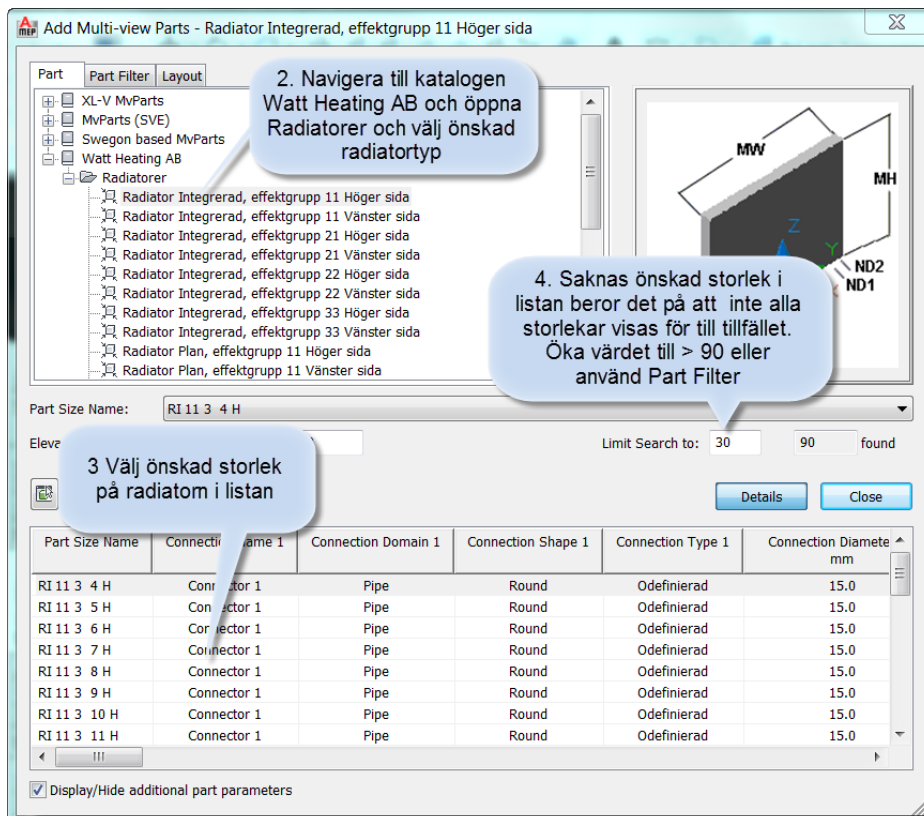 Add Multi-view Parts - Radiator Integrerad, effektgrupp 11 Höger sida
Part
Part Filter
Layout
XL-V MvParts
MvParts (SVE)
Swegon based MvParts
Watt Heating AB
Radiatorer
Radiator Integrerad, effektgrupp 11 Höger sida
Radiator Integrerad, effektgrupp 11 Vänster sida
Radiator Integrerad, effektgrupp 21 Höger sida
Radiator Integrerad, effektgrupp 21 Vänster sida
Radiator Integrerad, effektgrupp 22 Höger sida
Radiator Integrerad, effektgrupp 22 Vänster sida
Radiator Integrerad, effektgrupp 33 Höger sida
Radiator Integrerad, effektgrupp 33 Vänster sida
Radiator Plan, effektgrupp 11 Höger sida
Radiator Plan, effektgrupp 11 Vänster sida
2. Navigera till katalogen
Watt Heating AB och öppna
Radiatorer och välj önskad
radiatortyp
MW
MH
Z
Y
ND2
ND1
4. Saknas önskad storlek i
listan beror det på att inte alla
storlekar visas för till tillfället.
Öka värdet till > 90 eller
använd Part Filter
Part Size Name: RI 11 3 4 H
Limit Search to: 30 90 found
3 Välj önskad storlek
på radiatorn i listan
Details
Close
Part Size Name Connection Domain 1 Connection Shape 1 Connection Type 1 Connection Diamete
mm
RI 11 3 4 H Connector 1 Pipe Round Odefinierad 15.0
RI 11 3 5 H Connector 1 Pipe Round Odefinierad 15.0
RI 11 3 6 H Connector 1 Pipe Round Odefinierad 15.0
RI 11 3 7 H Connector 1 Pipe Round Odefinierad 15.0
RI 11 3 8 H Connector 1 Pipe Round Odefinierad 15.0
RI 11 3 9 H Connector 1 Pipe Round Odefinierad 15.0
RI 11 3 10 H Connector 1 Pipe Round Odefinierad 15.0
RI 11 3 11 H Connector 1 Pipe Round Odefinierad 15.0
Display/Hide additional part parameters